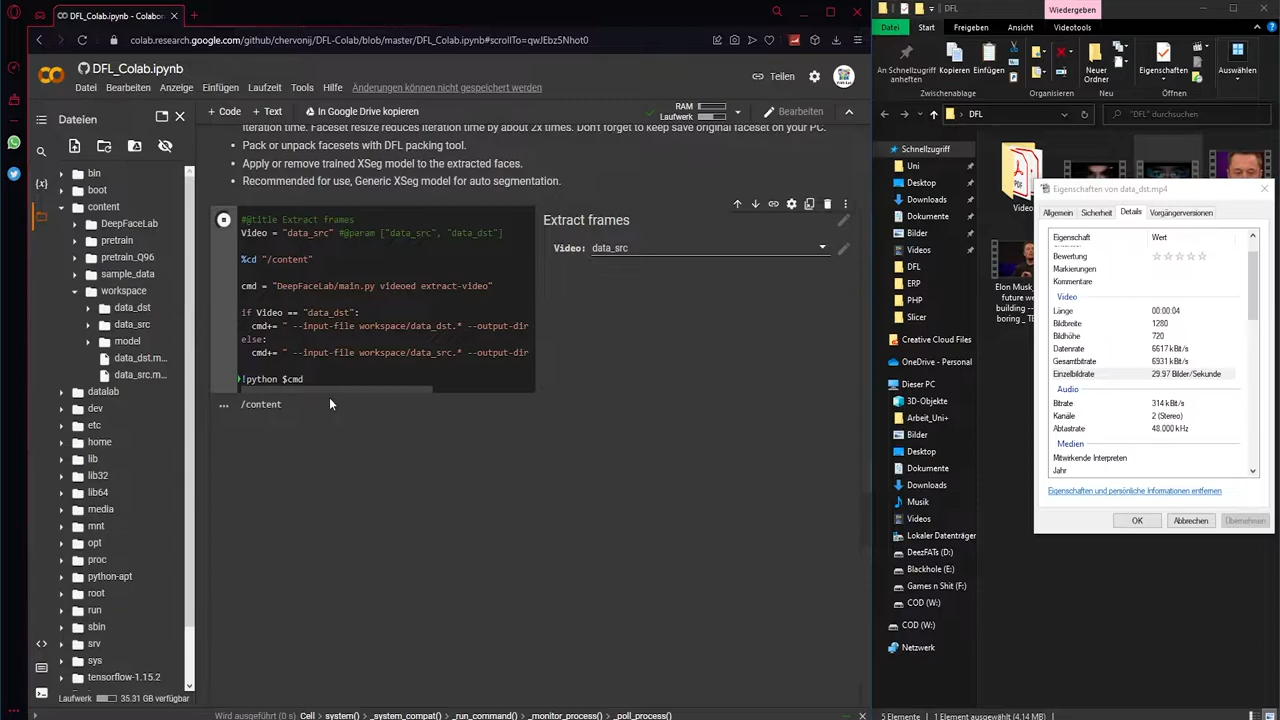 DFL_Colab.ipynb - Colabor
colab.research.google.com/github/chervonij/DFL-Colab/blob/master/DFL_Colab.ipynb#scrollTo=qwJEbz5Nhot0
DFL_Colab.ipynb
Datei
Bearbeiten
Anzeige
Einfügen
Laufzeit
Tools
Hilfe
Änderungen können nicht gespeichert werden
Teilen
+ Code
+ Text
In Google Drive kopieren
RAM
Laufwerk
Bearbeiten
Dateien
bin
boot
content
DeepFaceLab
pretrain
pretrain_Q96
sample_data
workspace
data_dst
data_src
model
data_dst.m...
data_src.m...
datalab
dev
etc
home
lib
lib32
lib64
media
mnt
opt
proc
python-apt
root
run
sbin
srv
sys
tensorflow-1.15.2
Laufwerk
35.31 GB verfügbar
iteration time. Faceset resize reduces iteration time by about 2x times. Don't forget to keep save original faceset on your PC.
• Pack or unpack facesets with DFL packing tool.
• Apply or remove trained XSeg model to the extracted faces.
• Recommended for use, Generic XSeg model for auto segmentation.
#@title Extract frames
Video = "data_src" #@param ["data_src", "data_dst"]
%cd "/content"
cmd = "DeepFaceLab/main.py videoed extract-video"
if Video == "data_dst":
cmd+= " --input-file workspace/data_dst.* --output-dir
else:
cmd+= " --input-file workspace/data_src.* --output-dir
!python $cmd
Extract frames
Video:
data_src
... /content
Wird ausgeführt (0 s) Cell > system() > _system_compat() > _run_command() > _monitor_process() > _poll_process()
Wiedergeben
DFL
Datei
Start
Freigeben
Ansicht
Videotools
An Schnellzugriff
anheften
Kopieren
Einfügen
Zwischenablage
Organisieren
Neuer
Ordner
Neu
Eigenschaften
Öffnen
Auswählen
DFL
"DFL" durchsuchen
Schnellzugriff
Uni
Desktop
Downloads
Dokumente
Bilder
Videos
DFL
ERP
PHP
Slicer
Creative Cloud Files
OneDrive - Personal
Dieser PC
3D-Objekte
Arbeit_Uni+
Bilder
Desktop
Dokumente
Downloads
Musik
Videos
Lokaler Datenträger
DeezFATs (D:)
Blackhole (E:)
Games n Shit (F:)
COD (W:)
COD (W:)
Netzwerk
PDF
Video
Elon Musk_
future we
building --
boring _ TE
Eigenschaften von data_dst.mp4
Allgemein
Sicherheit
Details
Vorgängerversionen
Eigenschaft
Wert
Bewertung
Markierungen
Kommentare
Video
Länge 00:00:04
Bildbreite 1280
Bildhöhe 720
Datenrate 6617 kBit/s
Gesamtbitrate 6931 kBit/s
Einzelbildrate 29.97 Bilder/Sekunde
Audio
Bitrate 314 kBit/s
Kanäle 2 (Stereo)
Abtastrate 48.000 kHz
Medien
Mitwirkende Interpreten
Jahr
Eigenschaften und persönliche Informationen entfernen
OK
Abbrechen
Übernehmen
5 Elemente
1 Element ausgewählt (4,14 MB)